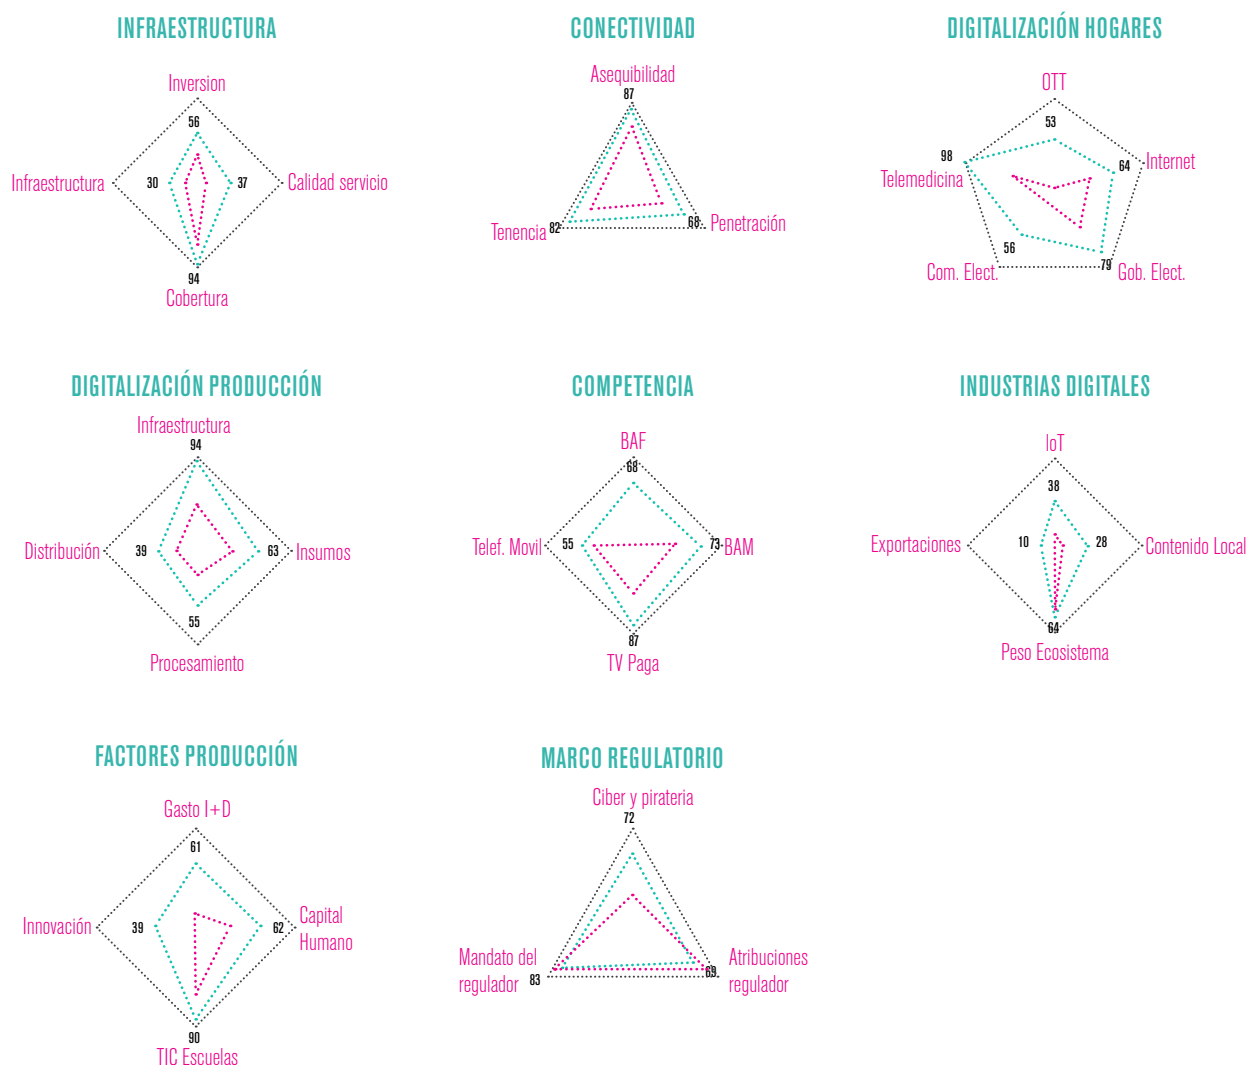 INFRAESTRUCTURA
Inversion
56
Infraestructura
30
37
Calidad servicio
94
Cobertura
CONECTIVIDAD
Asequibilidad
87
Tenencia
82
68
Penetración
DIGITALIZACIÓN HOGARES
OTT
53
98
Telemedicina
64
Internet
56
Com. Elect.
79
Gob. Elect.
DIGITALIZACIÓN PRODUCCIÓN
Infraestructura
94
Distribución
39
63
Insumos
55
Procesamiento
COMPETENCIA
BAF
68
Telef. Movil
55
73
BAM
87
TV Paga
INDUSTRIAS DIGITALES
IoT
38
Exportaciones
10
28
Contenido Local
64
Peso Ecosistema
FACTORES PRODUCCIÓN
Gasto I+D
61
Innovación
39
62
Capital
Humano
90
TIC Escuelas
MARCO REGULATORIO
Ciber y pirateria
72
Mandato del
regulador
83
69
Atribuciones
regulador